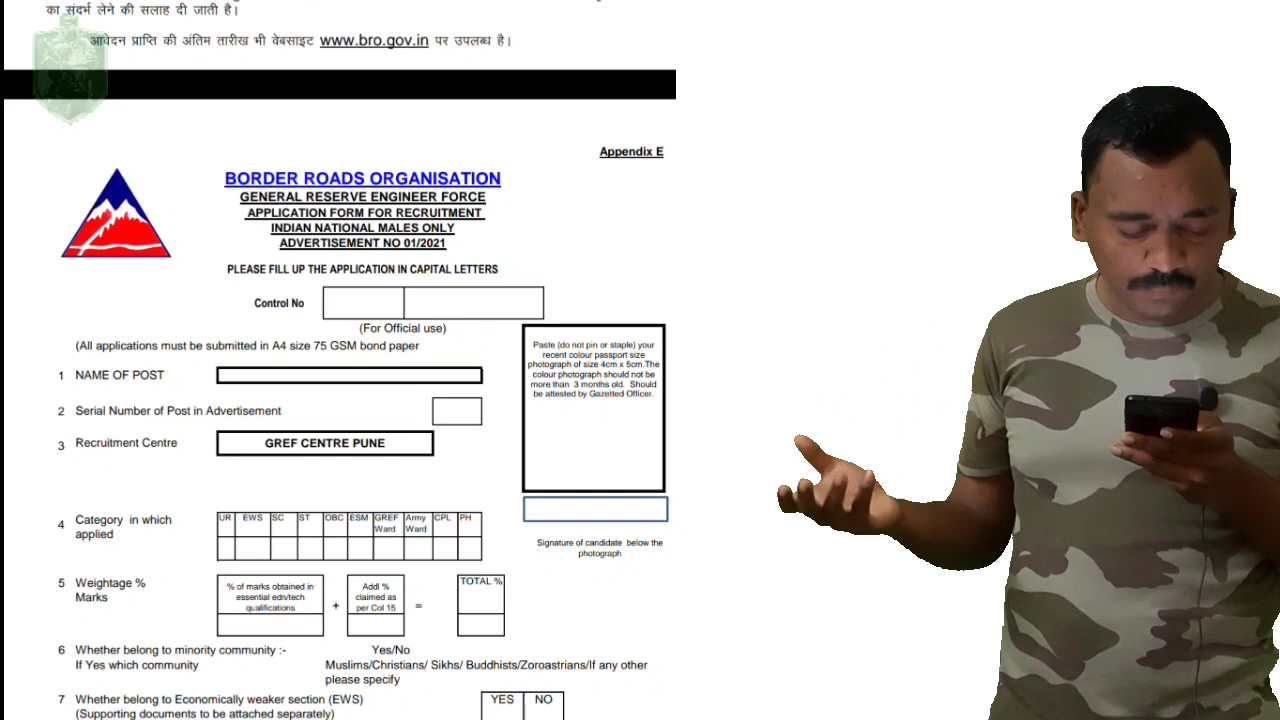 का संदर्भ लेने की सलाह दी जाती है।
आवेदन प्राप्ति की अंतिम तारीख भी वेबसाइट www.bro.gov.in पर उपलब्ध है।
Appendix E
BORDER ROADS ORGANISATION
GENERAL RESERVE ENGINEER FORCE
APPLICATION FORM FOR RECRUITMENT
INDIAN NATIONAL MALES ONLY
ADVERTISEMENT NO 01/2021
PLEASE FILL UP THE APPLICATION IN CAPITAL LETTERS
Control No
(For Official use)
(All applications must be submitted in A4 size 75 GSM bond paper
Paste (do not pin or staple) your
recent colour passport size
photograph of size 4cm x 5cm.The
colour photograph should not be
more than 3 months old. Should
be attested by Gazetted Officer.
1 NAME OF POST
2 Serial Number of Post in Advertisement
3 Recruitment Centre GREF CENTRE PUNE
4 Category in which
applied
UR EWS SC ST OBC ESM GREF Army CPL PH
Ward Ward
Signature of candidate below the
photograph
5 Weightage %
Marks
% of marks obtained in
essential edn/tech
qualifications
+
Addl %
claimed as
per Col 15
=
TOTAL %
6 Whether belong to minority community :- Yes/No
If Yes which community Muslims/Christians/ Sikhs/ Buddhists/Zoroastrians/If any other
please specify
7 Whether belong to Economically weaker section (EWS) YES NO
(Supporting documents to be attached separately)